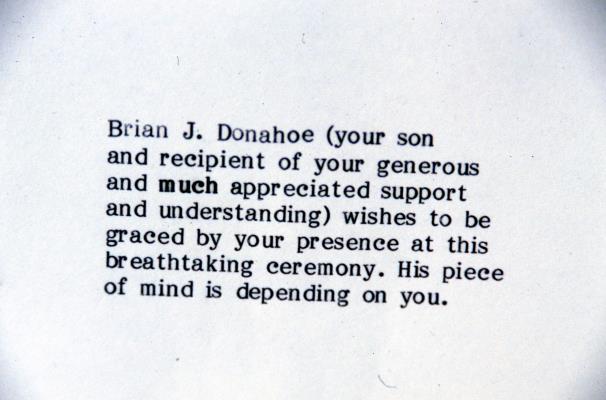 Brian J. Donahoe (your son
and recipient of your generous
and much appreciated support
and understanding) wishes to be
graced by your presence at this
breathtaking ceremony. His piece
of mind is depending on you.